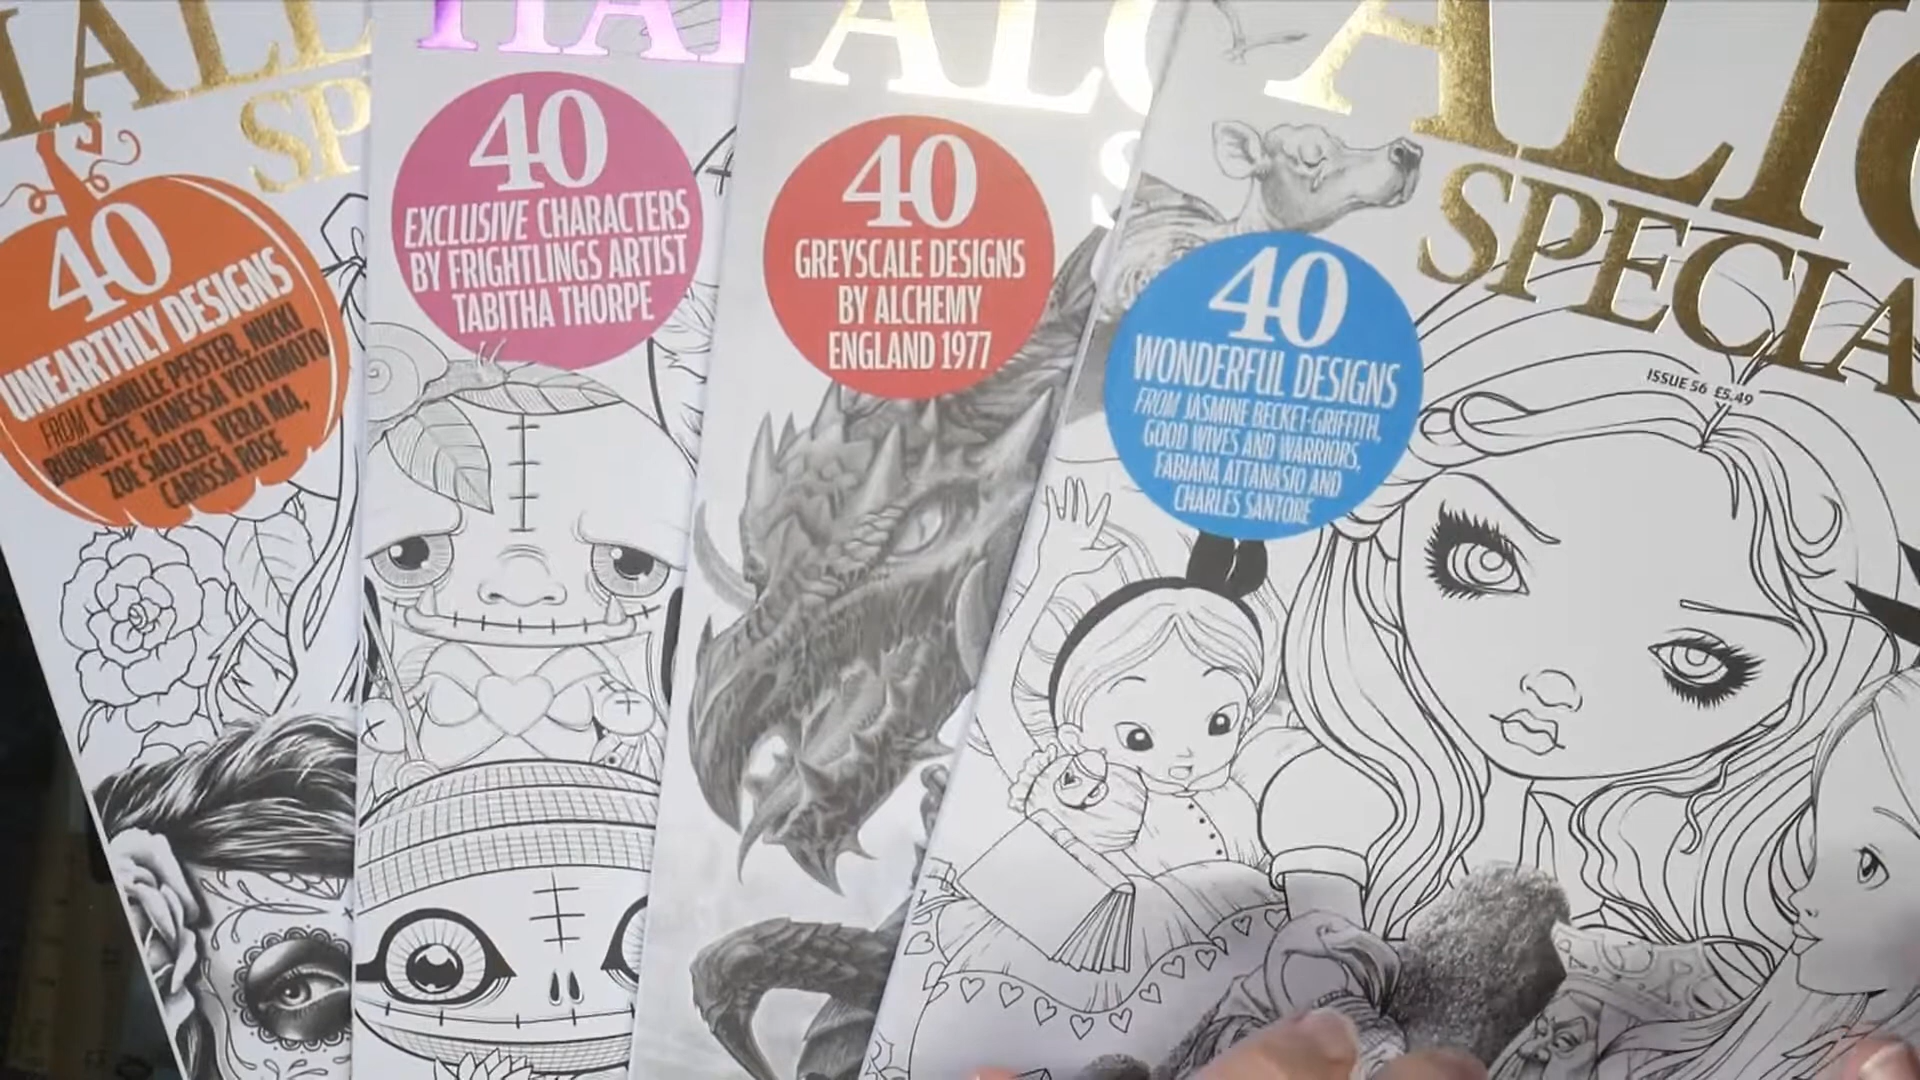 HALL
SP
40
UNEARTHLY DESIGNS
FROM CAMILLE PFISTER, NIKKI
BURNETTE, VANESSA YOTUMOTO
ZOE SADLER, VERA MA,
CARISSA ROSE
HA
40
EXCLUSIVE CHARACTERS
BY FRIGHTLINGS ARTIST
TABITHA THORPE
ALC
S
40
GREYSCALE DESIGNS
BY ALCHEMY
ENGLAND 1977
ALIC
SPECIA
ISSUE 56 £5.49
40
WONDERFUL DESIGNS
FROM JASMINE BECKET-GRIFFITH,
GOOD WIVES AND WARRIORS,
FABIANA ATTANASIO AND
CHARLES SANTORE